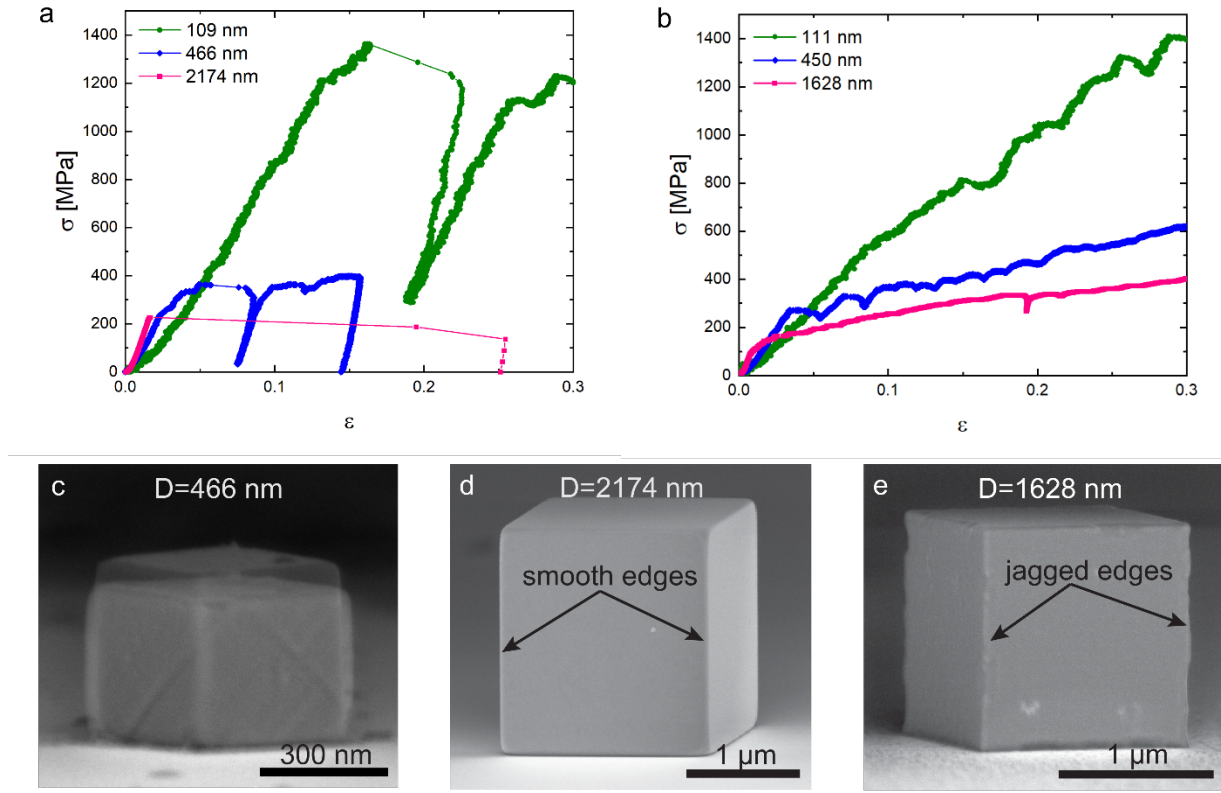 a
109 nm
466 nm
2174 nm
σ [MPa]
1400
1200
1000
800
600
400
200
0
0.0
0.1
0.2
0.3
ε
b
111 nm
450 nm
1628 nm
σ [MPa]
1400
1200
1000
800
600
400
200
0
0.0
0.1
0.2
0.3
ε
c
D=466 nm
300 nm
d
D=2174 nm
smooth edges
1 µm
e
D=1628 nm
jagged edges
1 µm